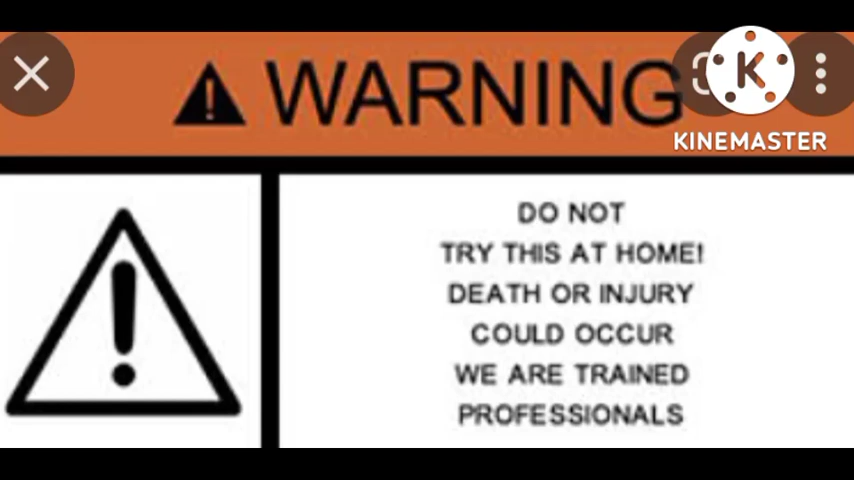 WARNING
KINEMASTER
DO NOT
TRY THIS AT HOME!
DEATH OR INJURY
COULD OCCUR
WE ARE TRAINED
PROFESSIONALS